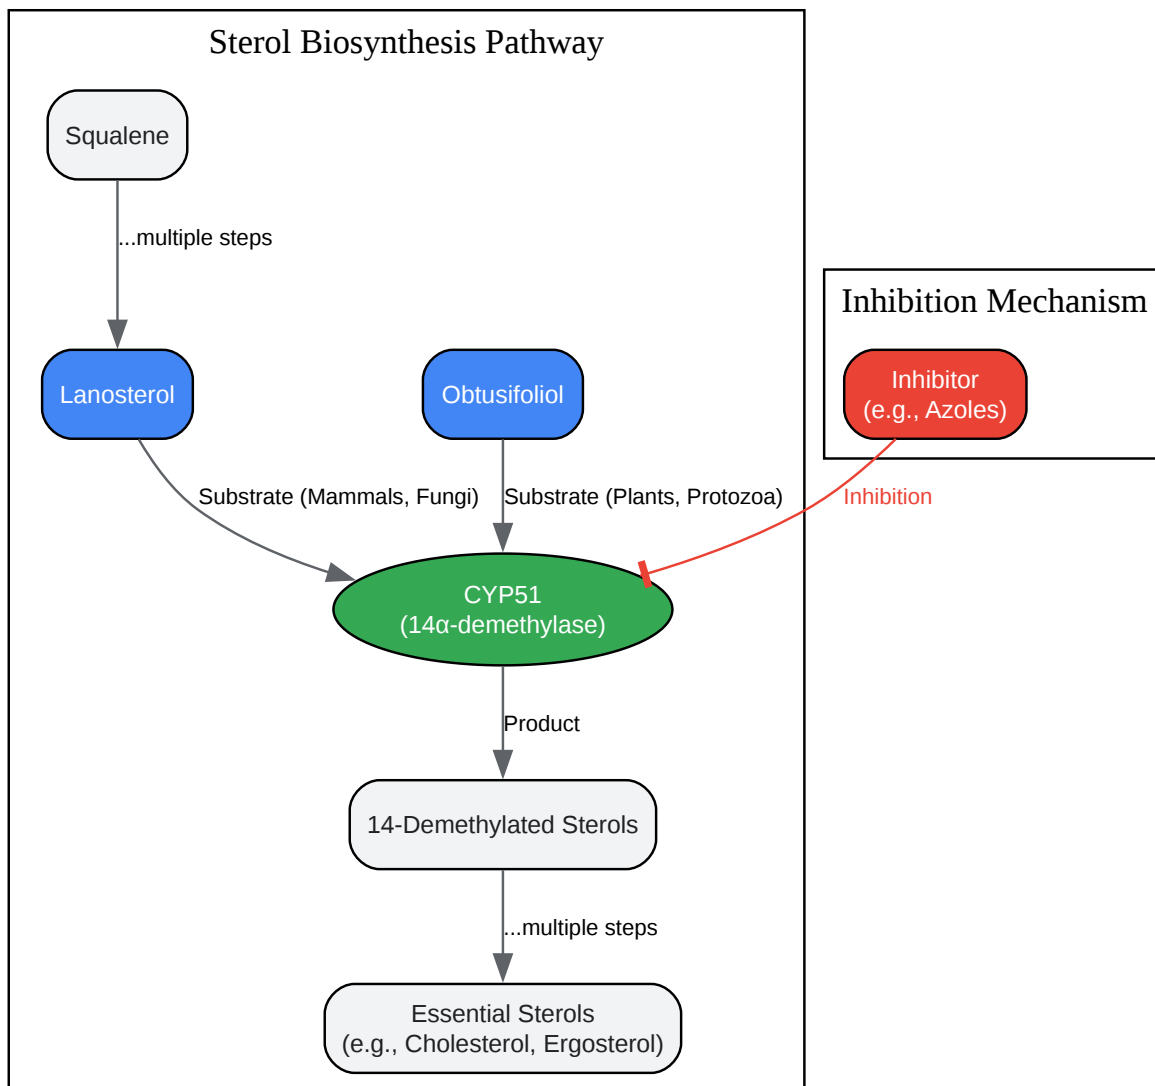 Sterol Biosynthesis Pathway
Squalene
...multiple steps
Inhibition Mechanism
Lanosterol
Obtusifoliol
Inhibitor
(e.g., Azoles)
Substrate (Mammals, Fungi)
Substrate (Plants, Protozoa)
Inhibition
CYP51
(14α-demethylase)
Product
14-Demethylated Sterols
...multiple steps
Essential Sterols
(e.g., Cholesterol, Ergosterol)